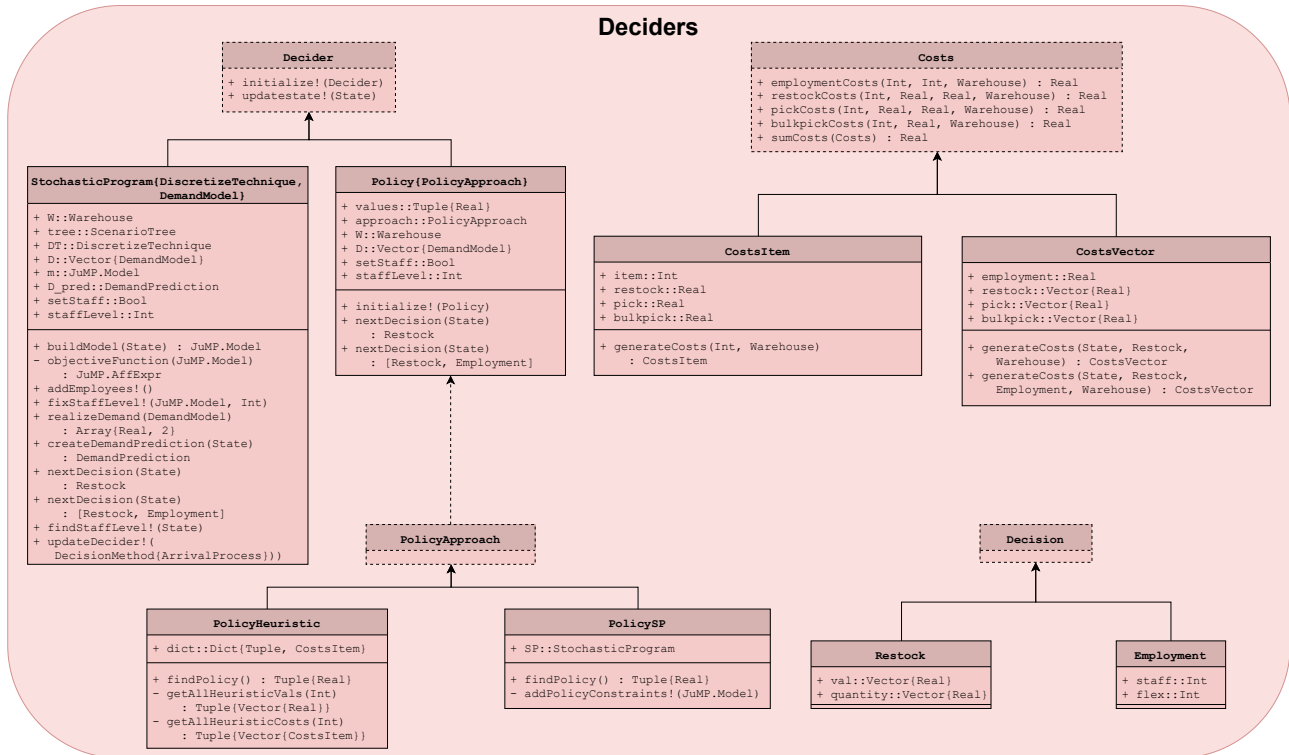 Deciders
Decider
+ initialize!(Decider)
+ updatestate!(State)
Costs
+ employmentCosts(Int, Int, Warehouse) : Real
+ restockCosts(Int, Real, Real, Warehouse) : Real
+ pickCosts(Int, Real, Real, Warehouse) : Real
+ bulkpickCosts(Int, Real, Warehouse) : Real
+ sumCosts(Costs) : Real
StochasticProgram{DiscretizeTechnique,
DemandModel}
+ W::Warehouse
+ tree::ScenarioTree
+ DT::DiscretizeTechnique
+ D::Vector{DemandModel}
+ m::JuMP.Model
+ D_pred::DemandPrediction
+ setStaff::Bool
+ staffLevel::Int
+ buildModel(State) : JuMP.Model
- objectiveFunction(JuMP.Model)
: JuMP.AffExpr
+ addEmployees!()
+ fixStaffLevel!(JuMP.Model, Int)
+ realizeDemand(DemandModel)
: Array{Real, 2}
+ createDemandPrediction(State)
: DemandPrediction
+ nextDecision(State)
: Restock
+ nextDecision(State)
: [Restock, Employment]
+ findStaffLevel!(State)
+ updateDecider!(
DecisionMethod{ArrivalProcess}))
Policy{PolicyApproach}
+ values::Tuple{Real}
+ approach::PolicyApproach
+ W::Warehouse
+ D::Vector{DemandModel}
+ setStaff::Bool
+ staffLevel::Int
+ initialize!(Policy)
+ nextDecision(State)
: Restock
+ nextDecision(State)
: [Restock, Employment]
CostsItem
+ item::Int
+ restock::Real
+ pick::Real
+ bulkpick::Real
+ generateCosts(Int, Warehouse)
: CostsItem
CostsVector
+ employment::Real
+ restock::Vector{Real}
+ pick::Vector{Real}
+ bulkpick::Vector{Real}
+ generateCosts(State, Restock,
Warehouse) : CostsVector
+ generateCosts(State, Restock,
Employment, Warehouse) : CostsVector
PolicyApproach
Decision
PolicyHeuristic
+ dict::Dict{Tuple, CostsItem}
+ findPolicy() : Tuple{Real}
- getAllHeuristicVals(Int)
: Tuple{Vector{Real}}
- getAllHeuristicCosts(Int)
: Tuple{Vector{CostsItem}}
PolicySP
+ SP::StochasticProgram
+ findPolicy() : Tuple{Real}
- addPolicyConstraints!(JuMP.Model)
Restock
+ val::Vector{Real}
+ quantity::Vector{Real}
Employment
+ staff::Int
+ flex::Int